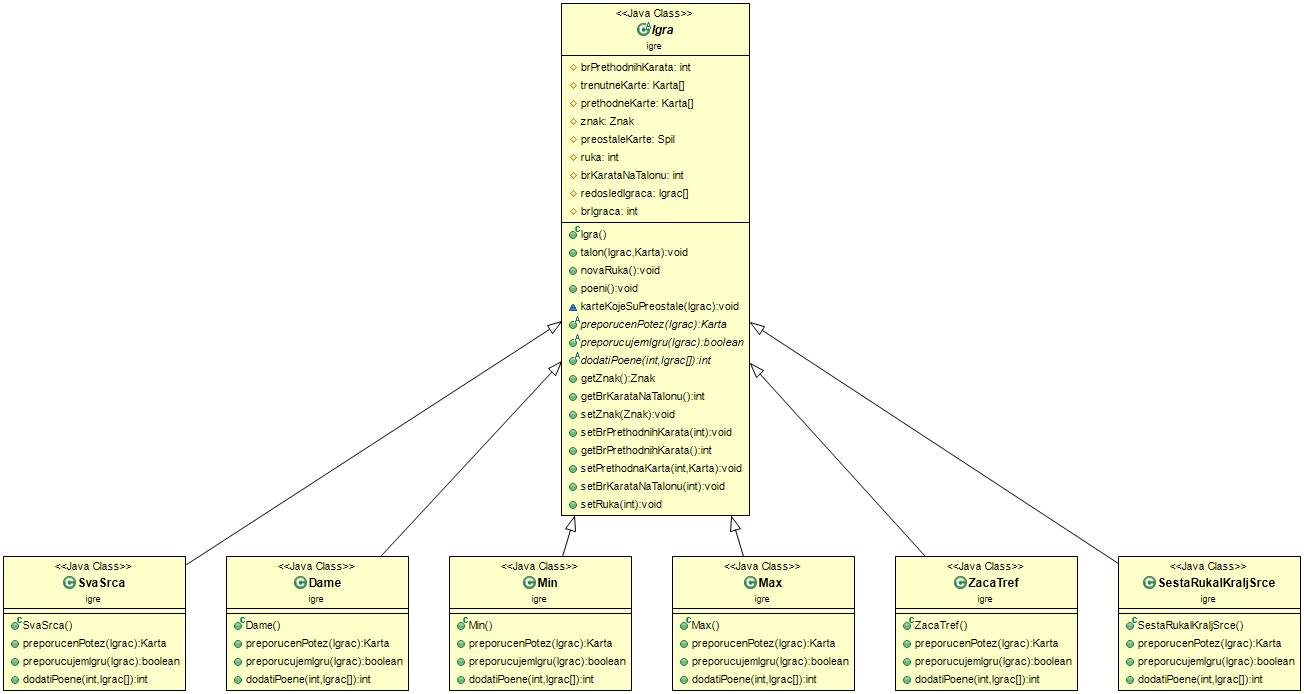 <<Java Class>>
Igra
igre
brPrethodnihKarata: int
trenutneKarte: Karta[]
prethodneKarte: Karta[]
znak: Znak
preostaleKarte: Spil
ruka: int
brKarataNaTalonu: int
redosledIgraca: Igrac[]
brIgraca: int
Igra()
talon(Igrac,Karta):void
novaRuka():void
poeni():void
karteKojeSuPreostale(Igrac):void
preporucenPotez(Igrac):Karta
preporucujemIgru(Igrac):boolean
dodatiPoene(int,Igrac[]):int
getZnak():Znak
getBrKarataNaTalonu():int
setZnak(Znak):void
setBrPrethodnihKarata(int):void
getBrPrethodnihKarata():int
setPrethodnaKarta(int,Karta):void
setBrKarataNaTalonu(int):void
setRuka(int):void
<<Java Class>>
SvaSrca
igre
SvaSrca()
preporucenPotez(Igrac):Karta
preporucujemIgru(Igrac):boolean
dodatiPoene(int,Igrac[]):int
<<Java Class>>
Dame
igre
Dame()
preporucenPotez(Igrac):Karta
preporucujemIgru(Igrac):boolean
dodatiPoene(int,Igrac[]):int
<<Java Class>>
Min
igre
Min()
preporucenPotez(Igrac):Karta
preporucujemIgru(Igrac):boolean
dodatiPoene(int,Igrac[]):int
<<Java Class>>
Max
igre
Max()
preporucenPotez(Igrac):Karta
preporucujemIgru(Igrac):boolean
dodatiPoene(int,Igrac[]):int
<<Java Class>>
ZacaTref
igre
ZacaTref()
preporucenPotez(Igrac):Karta
preporucujemIgru(Igrac):boolean
dodatiPoene(int,Igrac[]):int
<<Java Class>>
SestaRukaIKraljSrce
igre
SestaRukaIKraljSrce()
preporucenPotez(Igrac):Karta
preporucujemIgru(Igrac):boolean
dodatiPoene(int,Igrac[]):int